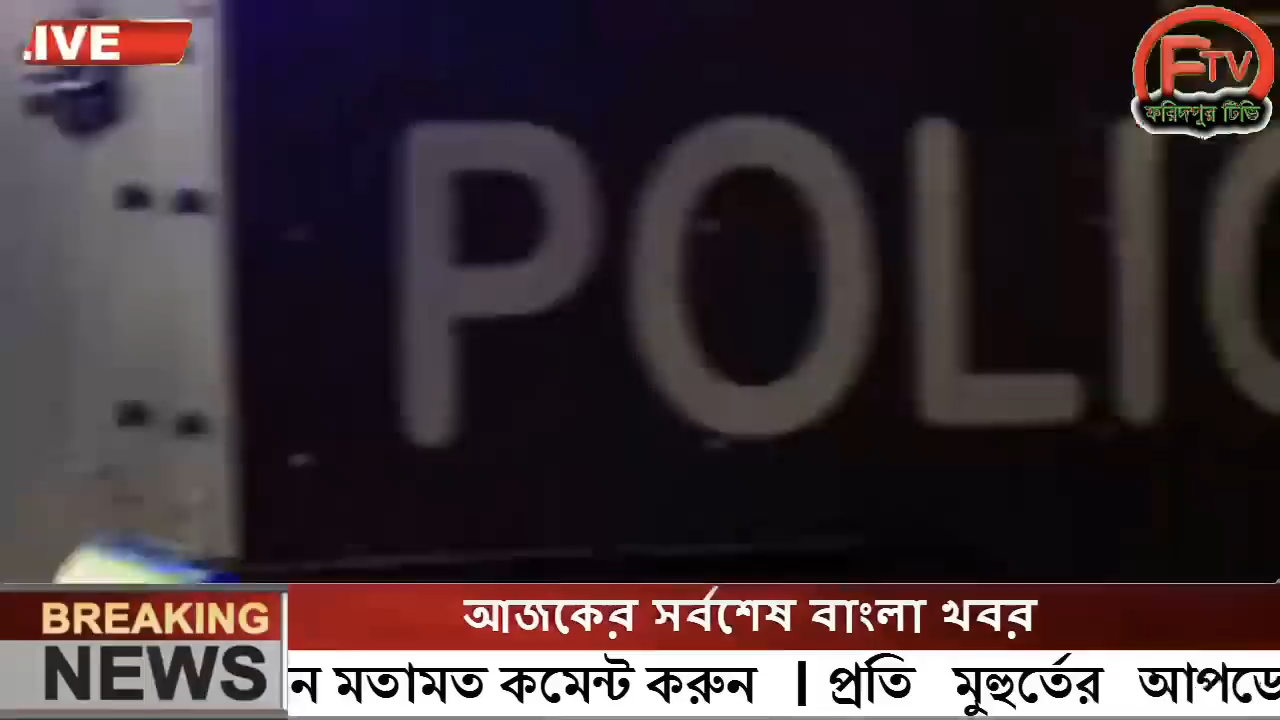 LIVE
FTV
ফরিদপুর টিভি
POLIC
BREAKING
NEWS
আজকের সর্বশেষ বাংলা খবর
ন মতামত কমেন্ট করুন | প্রতি মুহুর্তের আপডে